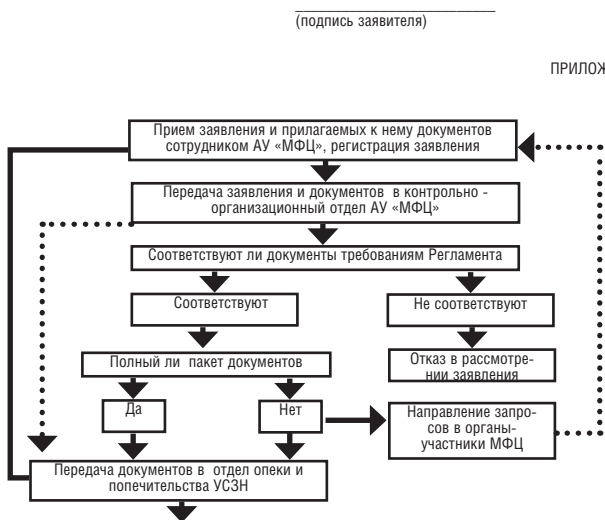 (подпись заявителя)
ПРИЛОЖ
Прием заявления и прилагаемых к нему документов
сотрудником АУ «МФЦ», регистрация заявления
Передача заявления и документов в контрольно -
организационный отдел АУ «МФЦ»
Соответствуют ли документы требованиям Регламента
Соответствуют
Не соответствуют
Полный ли пакет документов
Отказ в рассмотре-
нии заявления
Да
Нет
Направление запро-
сов в органы-
участники МФЦ
Передача документов в отдел опеки и
попечительства УСЗН